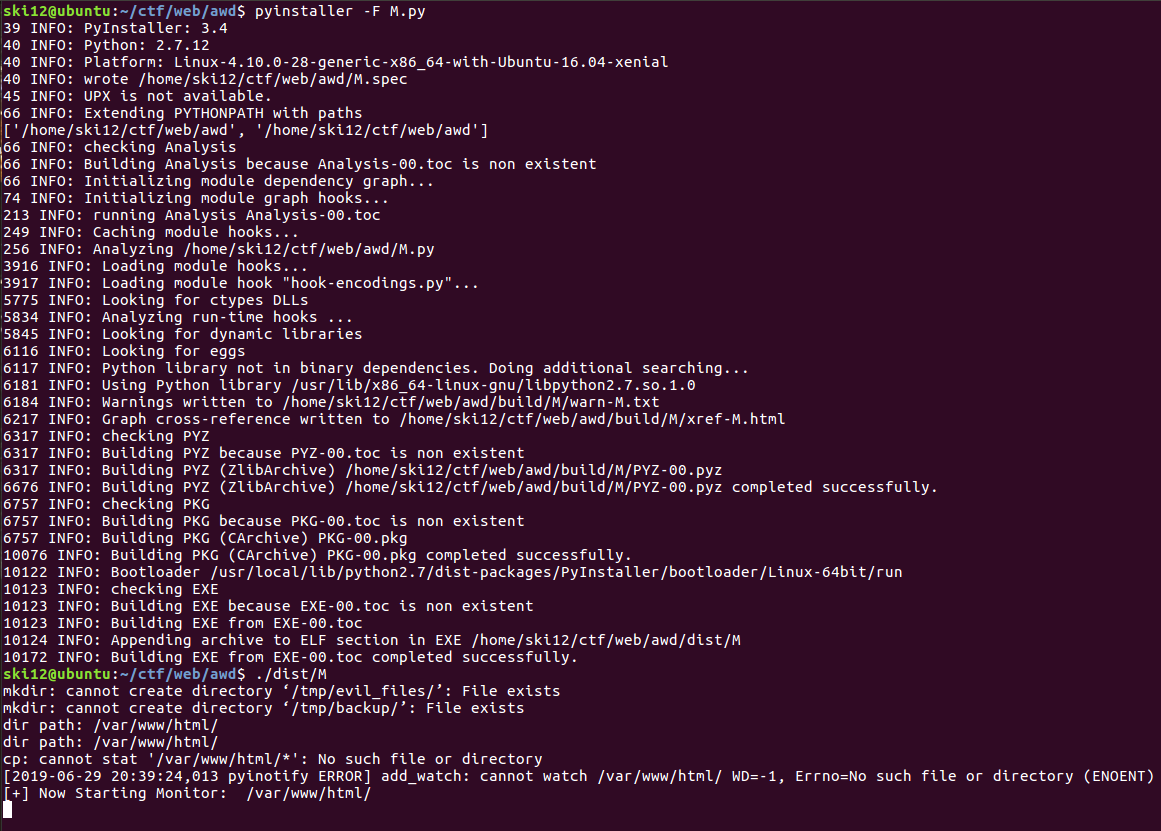 ski12@ubuntu:~/ctf/web/awd$ pyinstaller -F M.py
39 INFO: PyInstaller: 3.4
40 INFO: Python: 2.7.12
40 INFO: Platform: Linux-4.10.0-28-generic-x86_64-with-Ubuntu-16.04-xenial
40 INFO: wrote /home/ski12/ctf/web/awd/M.spec
45 INFO: UPX is not available.
66 INFO: Extending PYTHONPATH with paths
['/home/ski12/ctf/web/awd', '/home/ski12/ctf/web/awd']
66 INFO: checking Analysis
66 INFO: Building Analysis because Analysis-00.toc is non existent
66 INFO: Initializing module dependency graph...
74 INFO: Initializing module graph hooks...
213 INFO: running Analysis Analysis-00.toc
249 INFO: Caching module hooks...
256 INFO: Analyzing /home/ski12/ctf/web/awd/M.py
3916 INFO: Loading module hooks...
3917 INFO: Loading module hook "hook-encodings.py"...
5775 INFO: Looking for ctypes DLLs
5834 INFO: Analyzing run-time hooks ...
5845 INFO: Looking for dynamic libraries
6116 INFO: Looking for eggs
6117 INFO: Python library not in binary dependencies. Doing additional searching...
6181 INFO: Using Python library /usr/lib/x86_64-linux-gnu/libpython2.7.so.1.0
6184 INFO: Warnings written to /home/ski12/ctf/web/awd/build/M/warn-M.txt
6217 INFO: Graph cross-reference written to /home/ski12/ctf/web/awd/build/M/xref-M.html
6317 INFO: checking PYZ
6317 INFO: Building PYZ because PYZ-00.toc is non existent
6317 INFO: Building PYZ (ZlibArchive) /home/ski12/ctf/web/awd/build/M/PYZ-00.pyz
6676 INFO: Building PYZ (ZlibArchive) /home/ski12/ctf/web/awd/build/M/PYZ-00.pyz completed successfully.
6757 INFO: checking PKG
6757 INFO: Building PKG because PKG-00.toc is non existent
6757 INFO: Building PKG (CArchive) PKG-00.pkg
10076 INFO: Building PKG (CArchive) PKG-00.pkg completed successfully.
10122 INFO: Bootloader /usr/local/lib/python2.7/dist-packages/PyInstaller/bootloader/Linux-64bit/run
10123 INFO: checking EXE
10123 INFO: Building EXE because EXE-00.toc is non existent
10123 INFO: Building EXE from EXE-00.toc
10124 INFO: Appending archive to ELF section in EXE /home/ski12/ctf/web/awd/dist/M
10172 INFO: Building EXE from EXE-00.toc completed successfully.
ski12@ubuntu:~/ctf/web/awd$ ./dist/M
mkdir: cannot create directory ‘/tmp/evil_files/’: File exists
mkdir: cannot create directory ‘/tmp/backup/’: File exists
dir path: /var/www/html/
dir path: /var/www/html/
cp: cannot stat '/var/www/html/*': No such file or directory
[2019-06-29 20:39:24,013 pyinotify ERROR] add_watch: cannot watch /var/www/html/ WD=-1, Errno=No such file or directory (ENOENT)
[+] Now Starting Monitor:  /var/www/html/